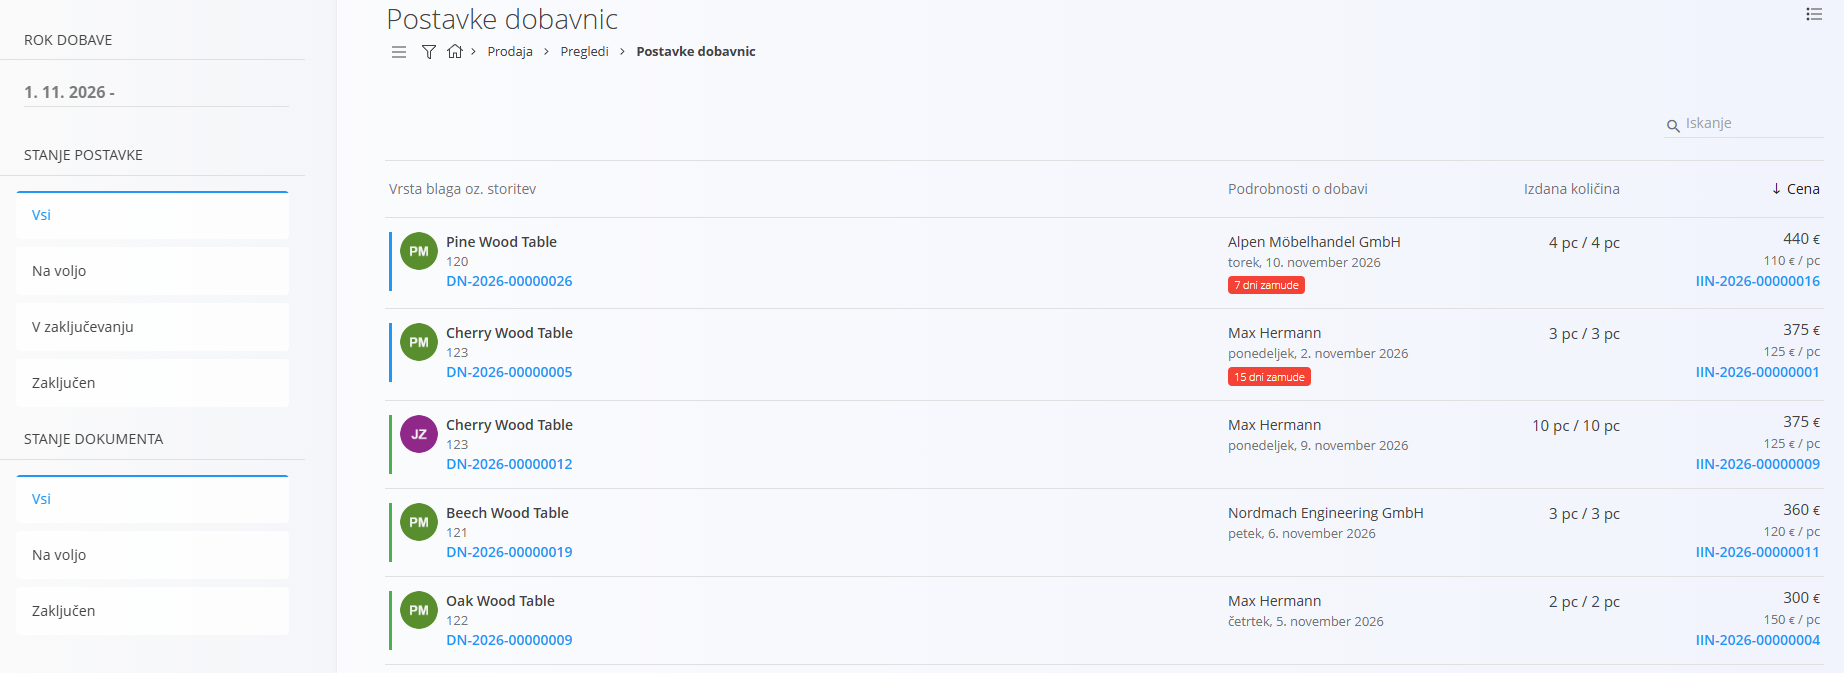 ROK DOBAVE
1. 11. 2026 -
STANJE POSTAVKE
Vsi
Na voljo
V zaključevanju
Zaključen
STANJE DOKUMENTA
Vsi
Na voljo
Zaključen
Postavke dobavnic
Prodaja > Pregledi > Postavke dobavnic
Iskanje
Vrsta blaga oz. storitev Podrobnosti o dobavi Izdana količina ↓ Cena
PM Pine Wood Table Alpen Möbelhandel GmbH 4 pc / 4 pc 440 €
120 torek, 10. november 2026 110 € / pc
DN-2026-00000026 7 dni zamude IIN-2026-00000016
PM Cherry Wood Table Max Hermann 3 pc / 3 pc 375 €
123 ponedeljek, 2. november 2026 125 € / pc
DN-2026-00000005 15 dni zamude IIN-2026-00000001
JZ Cherry Wood Table Max Hermann 10 pc / 10 pc 375 €
123 ponedeljek, 9. november 2026 125 € / pc
DN-2026-00000012 IIN-2026-00000009
PM Beech Wood Table Nordmach Engineering GmbH 3 pc / 3 pc 360 €
121 petek, 6. november 2026 120 € / pc
DN-2026-00000019 IIN-2026-00000011
PM Oak Wood Table Max Hermann 2 pc / 2 pc 300 €
122 četrtek, 5. november 2026 150 € / pc
DN-2026-00000009 IIN-2026-00000004